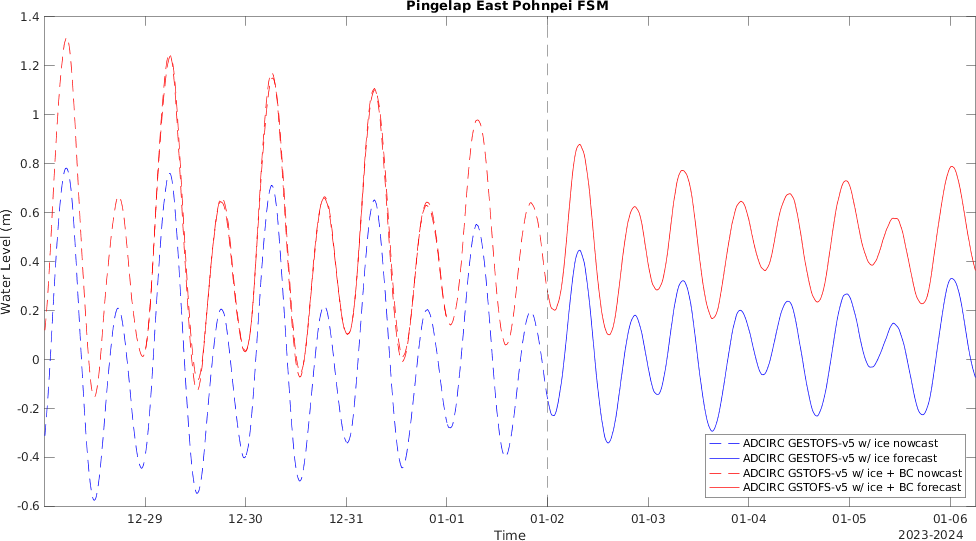 Pingelap East Pohnpei FSM
Water Level (m)
1.4
1.2
1
0.8
0.6
0.4
0.2
0
-0.2
-0.4
-0.6
ADCIRC GESTOFS-v5 w/ ice nowcast
ADCIRC GESTOFS-v5 w/ ice forecast
ADCIRC GSTOFS-v5 w/ ice + BC nowcast
ADCIRC GSTOFS-v5 w/ ice + BC forecast
12-29 12-30 12-31 01-01 01-02 01-03 01-04 01-05 01-06
Time
2023-2024